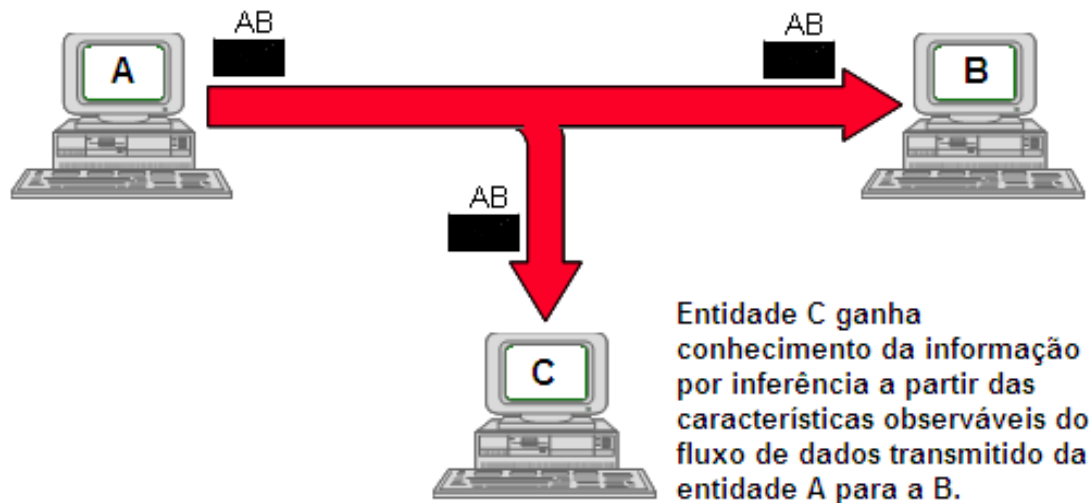 AB
AB
A
B
AB
C
Entidade C ganha
conhecimento da informação
por inferência a partir das
características observáveis do
fluxo de dados transmitido da
entidade A para a B.